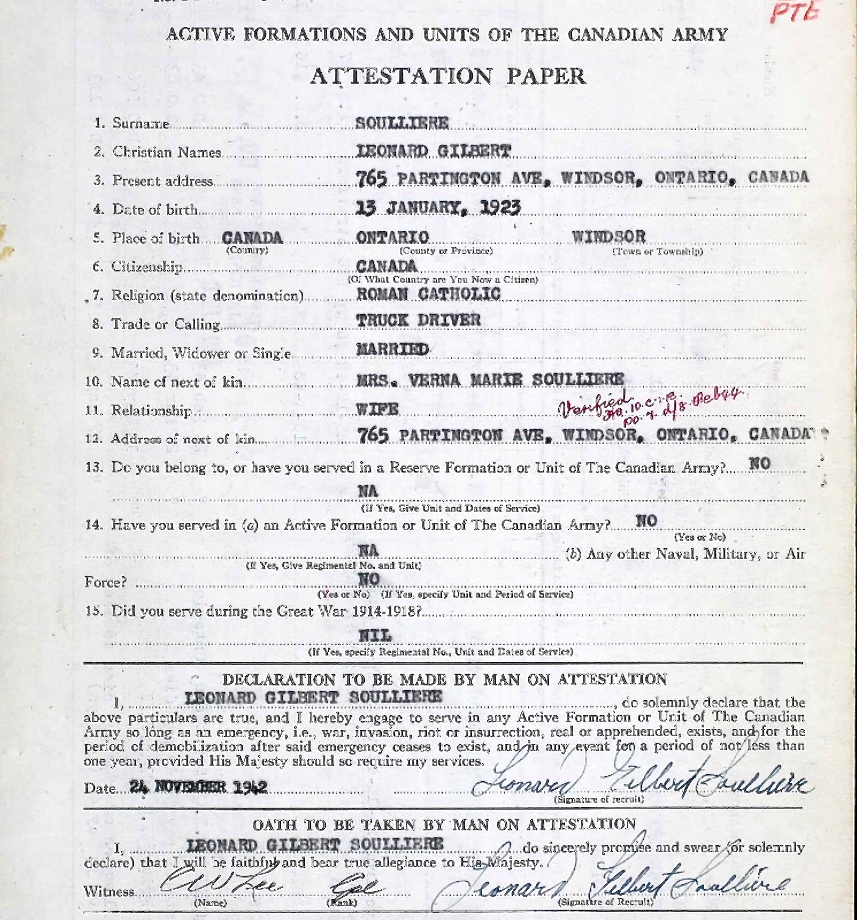 PTE
ACTIVE FORMATIONS AND UNITS OF THE CANADIAN ARMY
ATTESTATION PAPER
1. Surname SOULLIERE
2. Christian Names LEONARD GILBERT
3. Present address 765 PARTINGTON AVE, WINDSOR, ONTARIO, CANADA
4. Date of birth 13 JANUARY, 1923
5. Place of birth CANADA ONTARIO WINDSOR
(Country) (County or Province) (Town or Township)
6. Citizenship CANADA
(Of What Country are You Now a Citizen)
7. Religion (state denomination) ROMAN CATHOLIC
8. Trade or Calling TRUCK DRIVER
9. Married, Widower or Single MARRIED
10. Name of next of kin MRS. VERNA MARIE SOULLIERE
11. Relationship WIFE Verified
12. Address of next of kin 765 PARTINGTON AVE, WINDSOR, ONTARIO, CANADA
13. Do you belong to, or have you served in a Reserve Formation or Unit of The Canadian Army? NO
NA
(If Yes, Give Unit and Dates of Service)
14. Have you served in (a) an Active Formation or Unit of The Canadian Army? NO
(Yes or No)
NA (b) Any other Naval, Military, or Air
(If Yes, Give Regimental No. and Unit)
Force? NO
(Yes or No) (If Yes, specify Unit and Period of Service)
15. Did you serve during the Great War 1914-1918?
NIL
(If Yes, specify Regimental No., Unit and Dates of Service)
DECLARATION TO BE MADE BY MAN ON ATTESTATION
I, LEONARD GILBERT SOULLIERE, do solemnly declare that the
above particulars are true, and I hereby engage to serve in any Active Formation or Unit of The Canadian
Army so long as an emergency, i.e., war, invasion, riot or insurrection, real or apprehended, exists, and for the
period of demobilization after said emergency ceases to exist, and in any event for a period of not less than
one year, provided His Majesty should so require my services.
Date 24 NOVEMBER 1942 Leonard Gilbert Soulliere
(Signature of recruit)
OATH TO BE TAKEN BY MAN ON ATTESTATION
I, LEONARD GILBERT SOULLIERE do sincerely promise and swear (or solemnly
declare) that I will be faithful and bear true allegiance to His Majesty.
Witness Lee Cpl Leonard Gilbert Soulliere
(Name) (Rank) (Signature of Recruit)